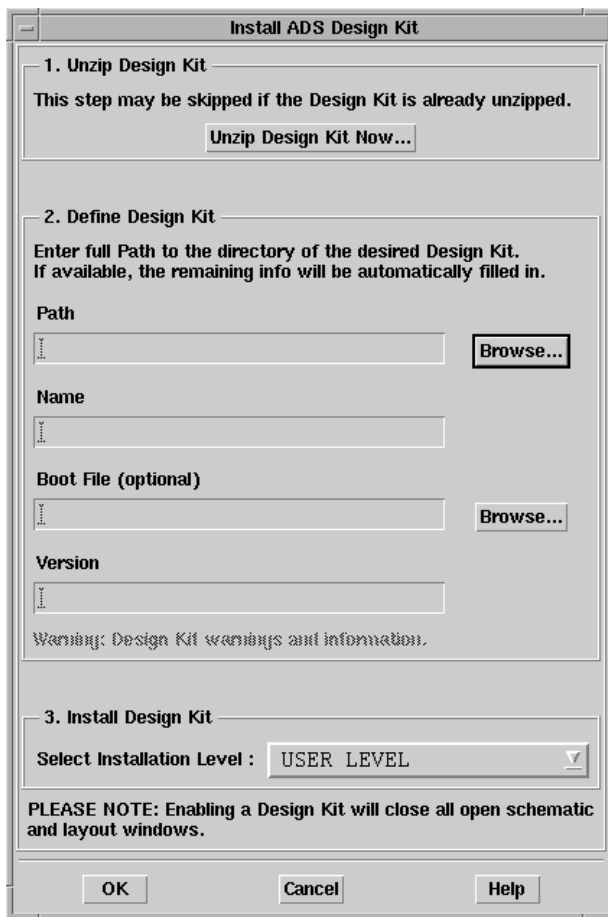 Install ADS Design Kit
1. Unzip Design Kit
This step may be skipped if the Design Kit is already unzipped.
Unzip Design Kit Now...
2. Define Design Kit
Enter full Path to the directory of the desired Design Kit.
If available, the remaining info will be automatically filled in.
Path
Browse...
Name
Boot File (optional)
Browse...
Version
Warning: Design Kit warnings and information.
3. Install Design Kit
Select Installation Level : USER LEVEL
PLEASE NOTE: Enabling a Design Kit will close all open schematic
and layout windows.
OK Cancel Help